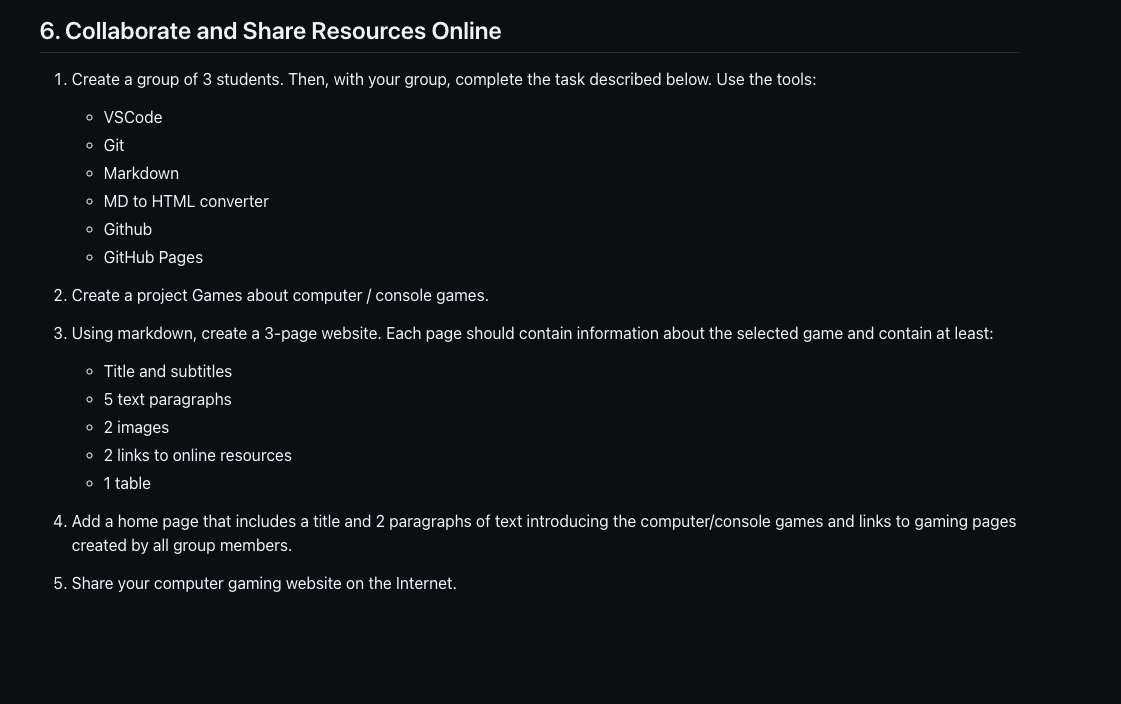 6. Collaborate and Share Resources Online
1. Create a group of 3 students. Then, with your group, complete the task described below. Use the tools:
VSCode
Git
Markdown
MD to HTML converter
Github
GitHub Pages
2. Create a project Games about computer / console games.
3. Using markdown, create a 3-page website. Each page should contain information about the selected game and contain at least:
Title and subtitles
5 text paragraphs
2 images
2 links to online resources
1 table
4. Add a home page that includes a title and 2 paragraphs of text introducing the computer/console games and links to gaming pages
created by all group members.
5. Share your computer gaming website on the Internet.